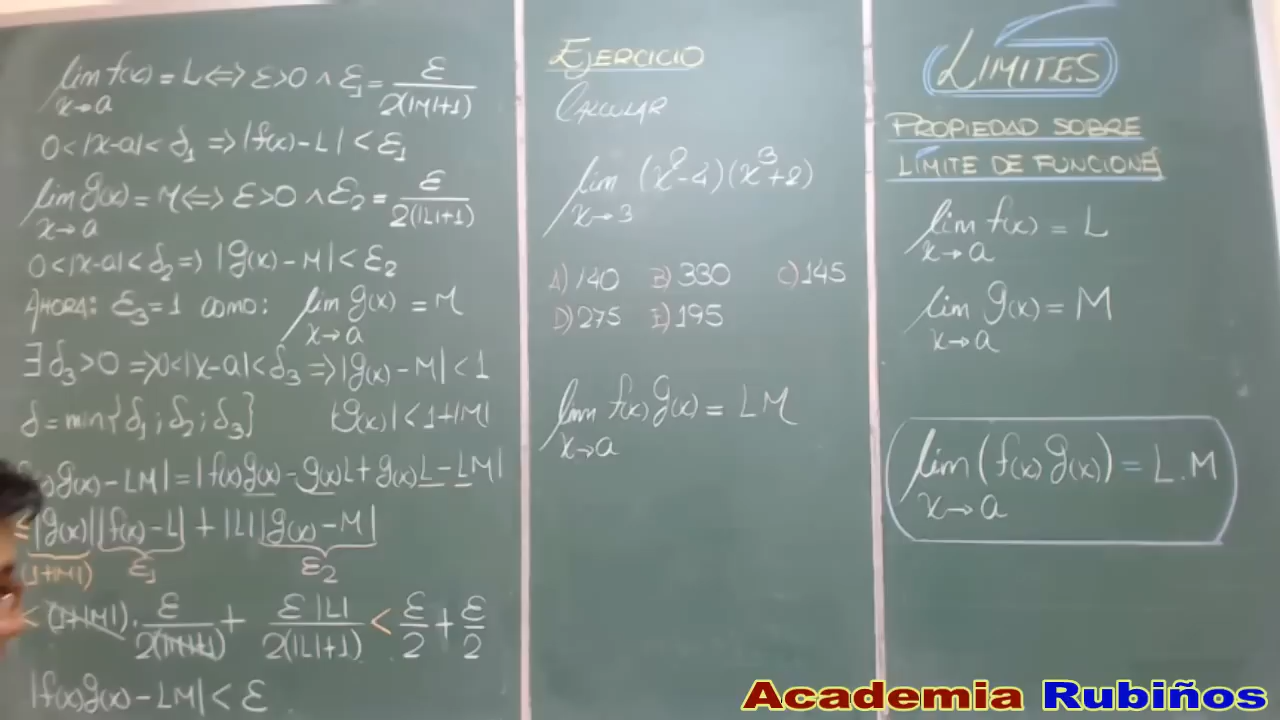 lim f(x) = L ⟺ ε>0 ∧ ε₁ = ε / 2(|M|+1)
x→a
0<|x-a|< δ₁ ⇒ |f(x)-L| < ε₁
lim g(x) = M ⟺ ε>0 ∧ ε₂ = ε / 2(|L|+1)
x→a
0<|x-a|< δ₂ ⇒ |g(x)-M| < ε₂
AHORA: ε₃=1 como: lim g(x) = M
x→a
∃ δ₃>0 ⇒ 0<|x-a|< δ₃ ⇒ |g(x)-M| < 1
δ = min{δ₁; δ₂; δ₃} |g(x)| < 1+|M|
g(x)-LM| = |f(x)g(x)-g(x)L+g(x)L-LM|
≤ |g(x)||f(x)-L| + |L||g(x)-M|
(1+|M|) ε₁ ε₂
< (1+|M|). ε / 2(|M|+1) + ε|L| / 2(|L|+1) < ε/2 + ε/2
|f(x)g(x)-LM| < ε
EJERCICIO
CALCULAR
lim (x²-4)(x³+2)
x→3
A) 140 B) 330 C) 145
D) 275 E) 195
lim f(x) g(x) = LM
x→a
LIMITES
PROPIEDAD SOBRE
LÍMITE DE FUNCIONES
lim f(x) = L
x→a
lim g(x) = M
x→a
lim (f(x) g(x)) = L.M
x→a
Academia Rubiños